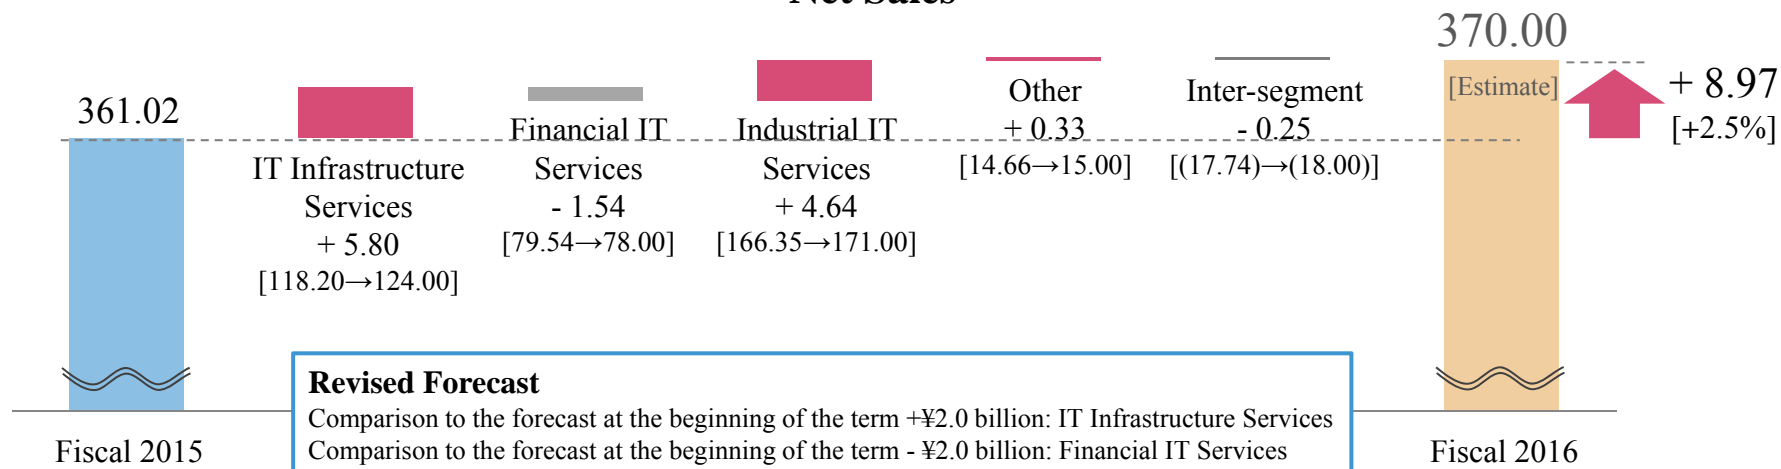 Net Sales
361.02
IT Infrastructure
Services
+ 5.80
[118.20→124.00]
Financial IT
Services
- 1.54
[79.54→78.00]
Industrial IT
Services
+ 4.64
[166.35→171.00]
Other
+ 0.33
[14.66→15.00]
Inter-segment
- 0.25
[(17.74)→(18.00)]
370.00
[Estimate]
+ 8.97
[+2.5%]
Revised Forecast
Comparison to the forecast at the beginning of the term +¥2.0 billion: IT Infrastructure Services
Comparison to the forecast at the beginning of the term - ¥2.0 billion: Financial IT Services
Fiscal 2015
Fiscal 2016